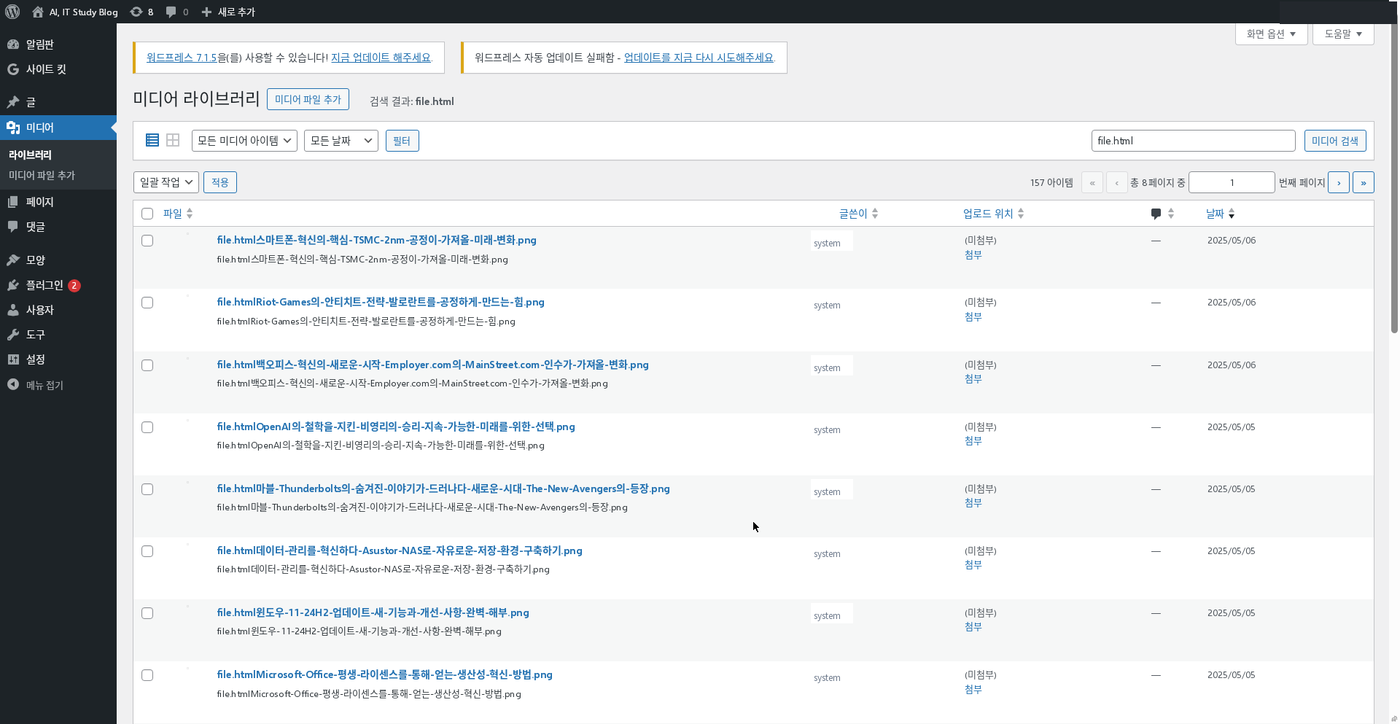 AI, IT Study Blog 8 0 + 새로 추가
화면 옵션 도움말
알림판
사이트 킷
글
미디어
라이브러리
미디어 파일 추가
페이지
댓글
모양
플러그인 2
사용자
도구
설정
메뉴 접기
워드프레스 7.1.5을(를) 사용할 수 있습니다! 지금 업데이트 해주세요.
워드프레스 자동 업데이트 실패함 - 업데이트를 지금 다시 시도해주세요.
미디어 라이브러리 미디어 파일 추가 검색 결과: file.html
모든 미디어 아이템 모든 날짜 필터 file.html 미디어 검색
일괄 작업 적용 157 아이템 « ‹ 총 8페이지 중 1 번째 페이지 › »
파일 글쓴이 업로드 위치 날짜
file.html스마트폰-혁신의-핵심-TSMC-2nm-공정이-가져올-미래-변화.png system (미첨부) — 2025/05/06
file.html스마트폰-혁신의-핵심-TSMC-2nm-공정이-가져올-미래-변화.png 첨부
file.htmlRiot-Games의-안티치트-전략-발로란트를-공정하게-만드는-힘.png system (미첨부) — 2025/05/06
file.htmlRiot-Games의-안티치트-전략-발로란트를-공정하게-만드는-힘.png 첨부
file.html백오피스-혁신의-새로운-시작-Employer.com의-MainStreet.com-인수가-가져올-변화.png system (미첨부) — 2025/05/06
file.html백오피스-혁신의-새로운-시작-Employer.com의-MainStreet.com-인수가-가져올-변화.png 첨부
file.htmlOpenAI의-철학을-지킨-비영리의-승리-지속-가능한-미래를-위한-선택.png system (미첨부) — 2025/05/05
file.htmlOpenAI의-철학을-지킨-비영리의-승리-지속-가능한-미래를-위한-선택.png 첨부
file.html마블-Thunderbolts의-숨겨진-이야기가-드러나다-새로운-시대-The-New-Avengers의-등장.png system (미첨부) — 2025/05/05
file.html마블-Thunderbolts의-숨겨진-이야기가-드러나다-새로운-시대-The-New-Avengers의-등장.png 첨부
file.html데이터-관리를-혁신하다-Asustor-NAS로-자유로운-저장-환경-구축하기.png system (미첨부) — 2025/05/05
file.html데이터-관리를-혁신하다-Asustor-NAS로-자유로운-저장-환경-구축하기.png 첨부
file.html윈도우-11-24H2-업데이트-새-기능과-개선-사항-완벽-해부.png system (미첨부) — 2025/05/05
file.html윈도우-11-24H2-업데이트-새-기능과-개선-사항-완벽-해부.png 첨부
file.htmlMicrosoft-Office-평생-라이센스를-통해-얻는-생산성-혁신-방법.png system (미첨부) — 2025/05/05
file.htmlMicrosoft-Office-평생-라이센스를-통해-얻는-생산성-혁신-방법.png 첨부